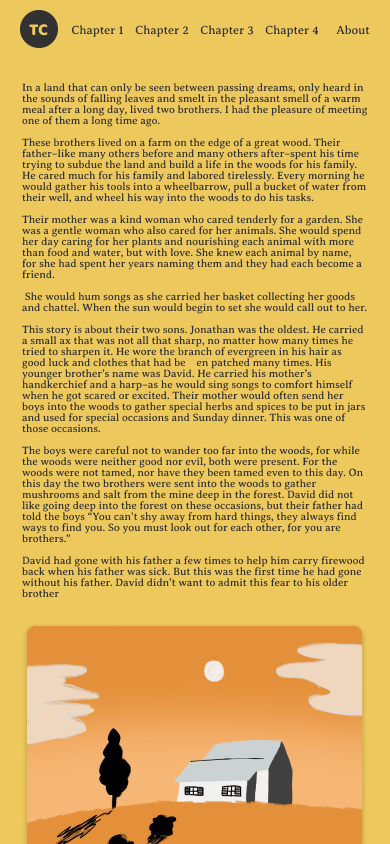 TC
Chapter 1 Chapter 2 Chapter 3 Chapter 4 About
In a land that can only be seen between passing dreams, only heard in
the sounds of falling leaves and smelt in the pleasant smell of a warm
meal after a long day, lived two brothers. I had the pleasure of meeting
one of them a long time ago.
These brothers lived on a farm on the edge of a great wood. Their
father–like many others before and many others after–spent his time
trying to subdue the land and build a life in the woods for his family.
He cared much for his family and labored tirelessly. Every morning he
would gather his tools into a wheelbarrow, pull a bucket of water from
their well, and wheel his way into the woods to do his tasks.
Their mother was a kind woman who cared tenderly for a garden. She
was a gentle woman who also cared for her animals. She would spend
her day caring for her plants and nourishing each animal with more
than food and water, but with love. She knew each animal by name,
for she had spent her years naming them and they had each become a
friend.
She would hum songs as she carried her basket collecting her goods
and chattel. When the sun would begin to set she would call out to her.
This story is about their two sons. Jonathan was the oldest. He carried
a small ax that was not all that sharp, no matter how many times he
tried to sharpen it. He wore the branch of evergreen in his hair as
good luck and clothes that had be en patched many times. His
younger brother's name was David. He carried his mother's
handkerchief and a harp–as he would sing songs to comfort himself
when he got scared or excited. Their mother would often send her
boys into the woods to gather special herbs and spices to be put in jars
and used for special occasions and Sunday dinner. This was one of
those occasions.
The boys were careful not to wander too far into the woods, for while
the woods were neither good nor evil, both were present. For the
woods were not tamed, nor have they been tamed even to this day. On
this day the two brothers were sent into the woods to gather
mushrooms and salt from the mine deep in the forest. David did not
like going deep into the forest on these occasions, but their father had
told the boys “You can't shy away from hard things, they always find
ways to find you. So you must look out for each other, for you are
brothers.”
David had gone with his father a few times to help him carry firewood
back when his father was sick. But this was the first time he had gone
without his father. David didn't want to admit this fear to his older
brother